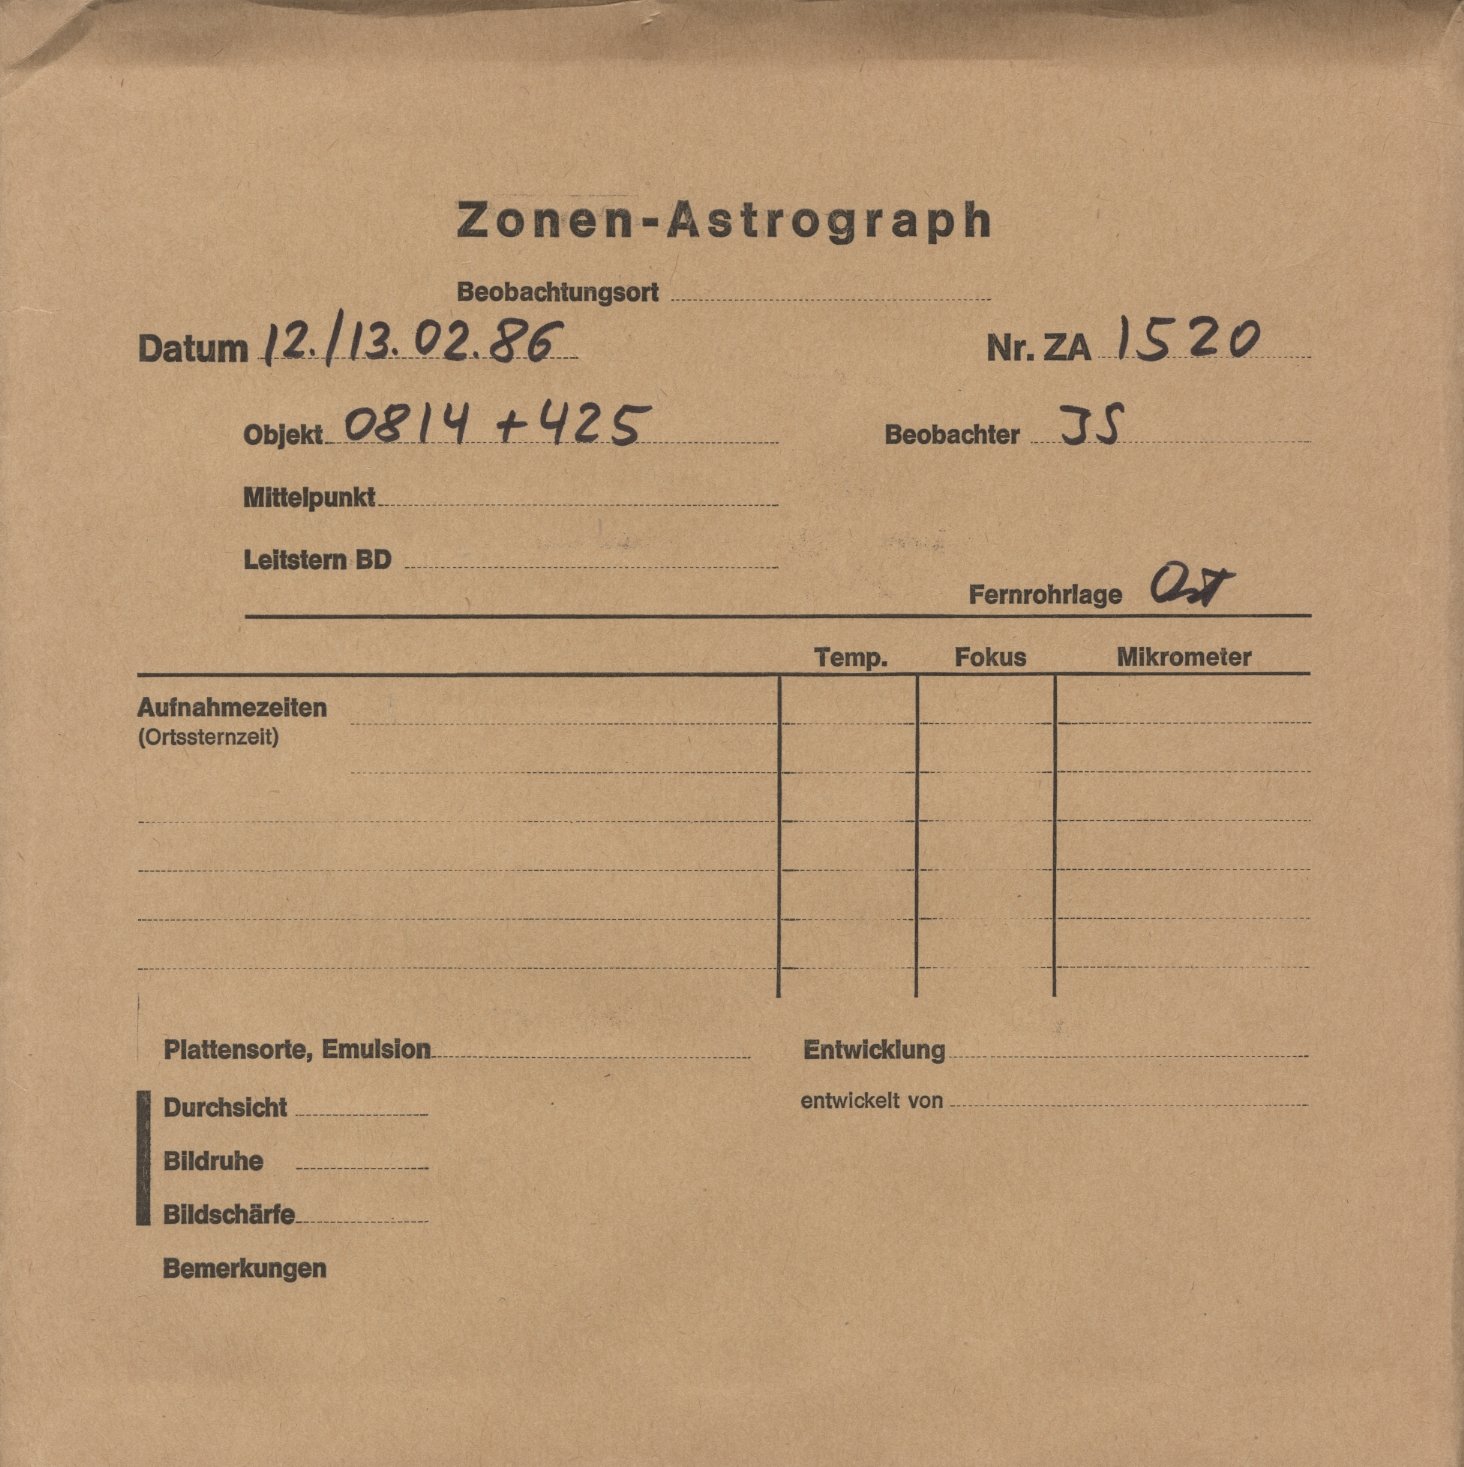 Zonen-Astrograph
Beobachtungsort
Datum 12./13. 02. 86 Nr. ZA 1520
Objekt 0814 +425 Beobachter JS
Mittelpunkt
Leitstern BD
Fernrohrlage Ost
Temp. Fokus Mikrometer
Aufnahmezeiten
(Ortssternzeit)
Plattensorte, Emulsion Entwicklung
Durchsicht entwickelt von
Bildruhe
Bildschärfe
Bemerkungen